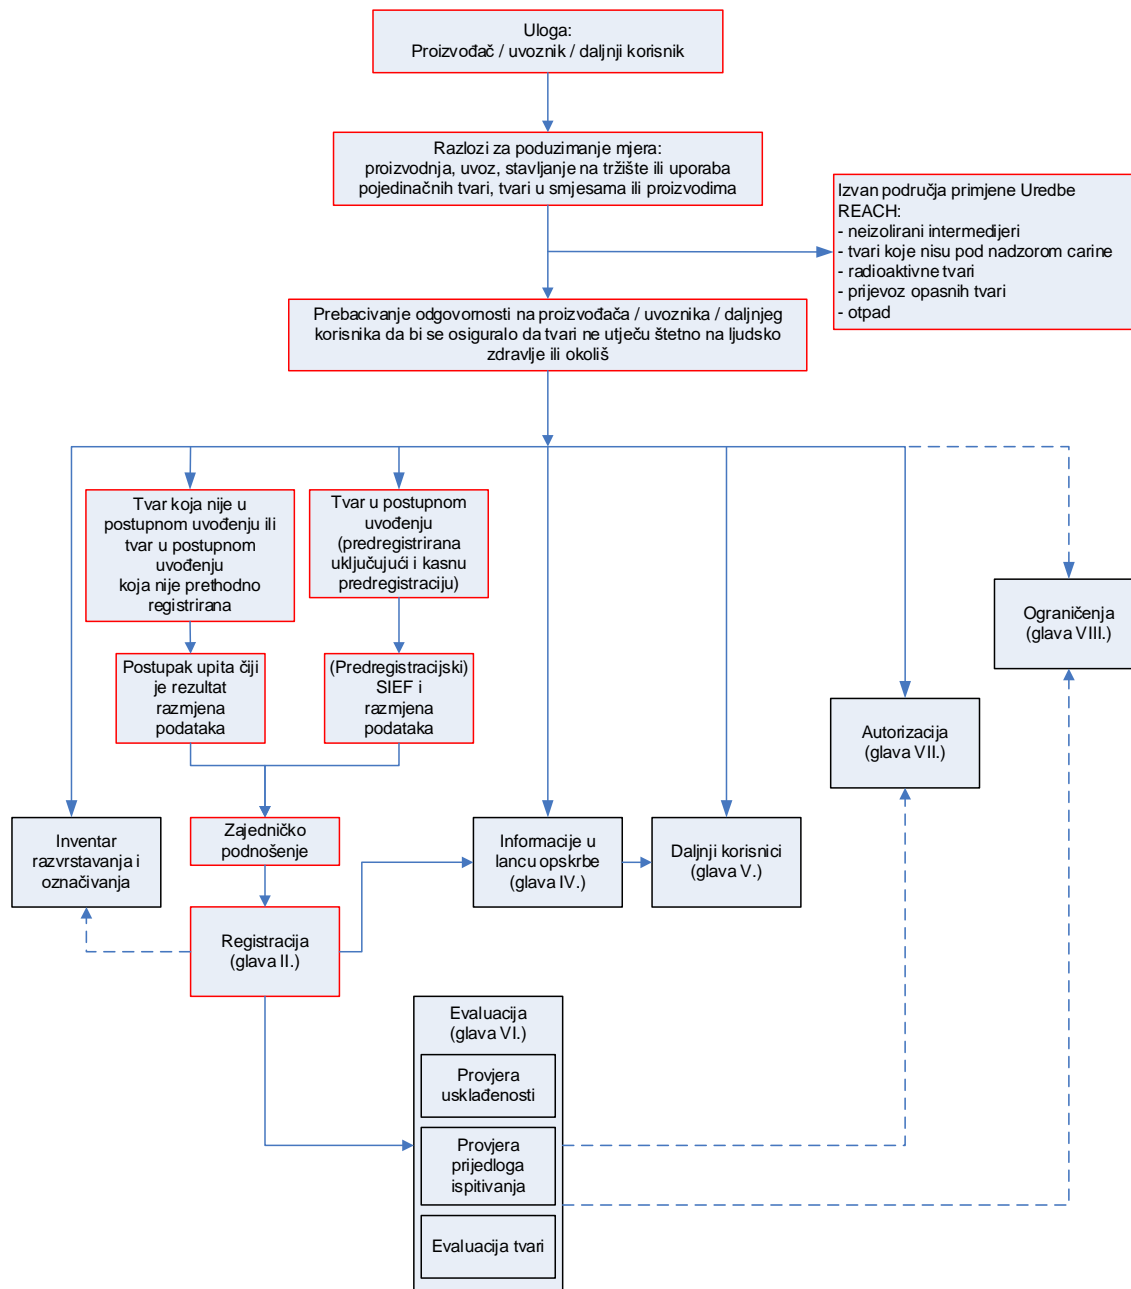 Uloga:
Proizvođač / uvoznik / daljnji korisnik
Razlozi za poduzimanje mjera:
proizvodnja, uvoz, stavljanje na tržište ili uporaba
pojedinačnih tvari, tvari u smjesama ili proizvodima
Izvan područja primjene Uredbe
REACH:
- neizolirani intermedijeri
- tvari koje nisu pod nadzorom carine
- radioaktivne tvari
- prijevoz opasnih tvari
- otpad
Prebacivanje odgovornosti na proizvođača / uvoznika / daljnjeg
korisnika da bi se osiguralo da tvari ne utječu štetno na ljudsko
zdravlje ili okoliš
Tvar koja nije u
postupnom uvođenju ili
tvar u postupnom
uvođenju
koja nije prethodno
registrirana
Tvar u postupnom
uvođenju
(predregistrirana
uključujući i kasnu
predregistraciju)
Ograničenja
(glava VIII.)
Postupak upita čiji
je rezultat
razmjena
podataka
(Predregistracijski)
SIEF i
razmjena
podataka
Autorizacija
(glava VII.)
Inventar
razvrstavanja i
označivanja
Zajedničko
podnošenje
Informacije u
lancu opskrbe
(glava IV.)
Daljnji korisnici
(glava V.)
Registracija
(glava II.)
Evaluacija
(glava VI.)
Provjera
usklađenosti
Provjera
prijedloga
ispitivanja
Evaluacija tvari